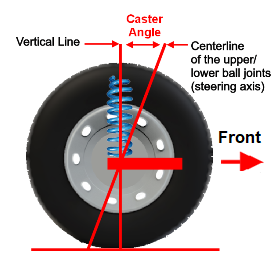 Caster
Angle
Vertical Line
Centerline
of the upper/
lower ball joints
(steering axis)
Front